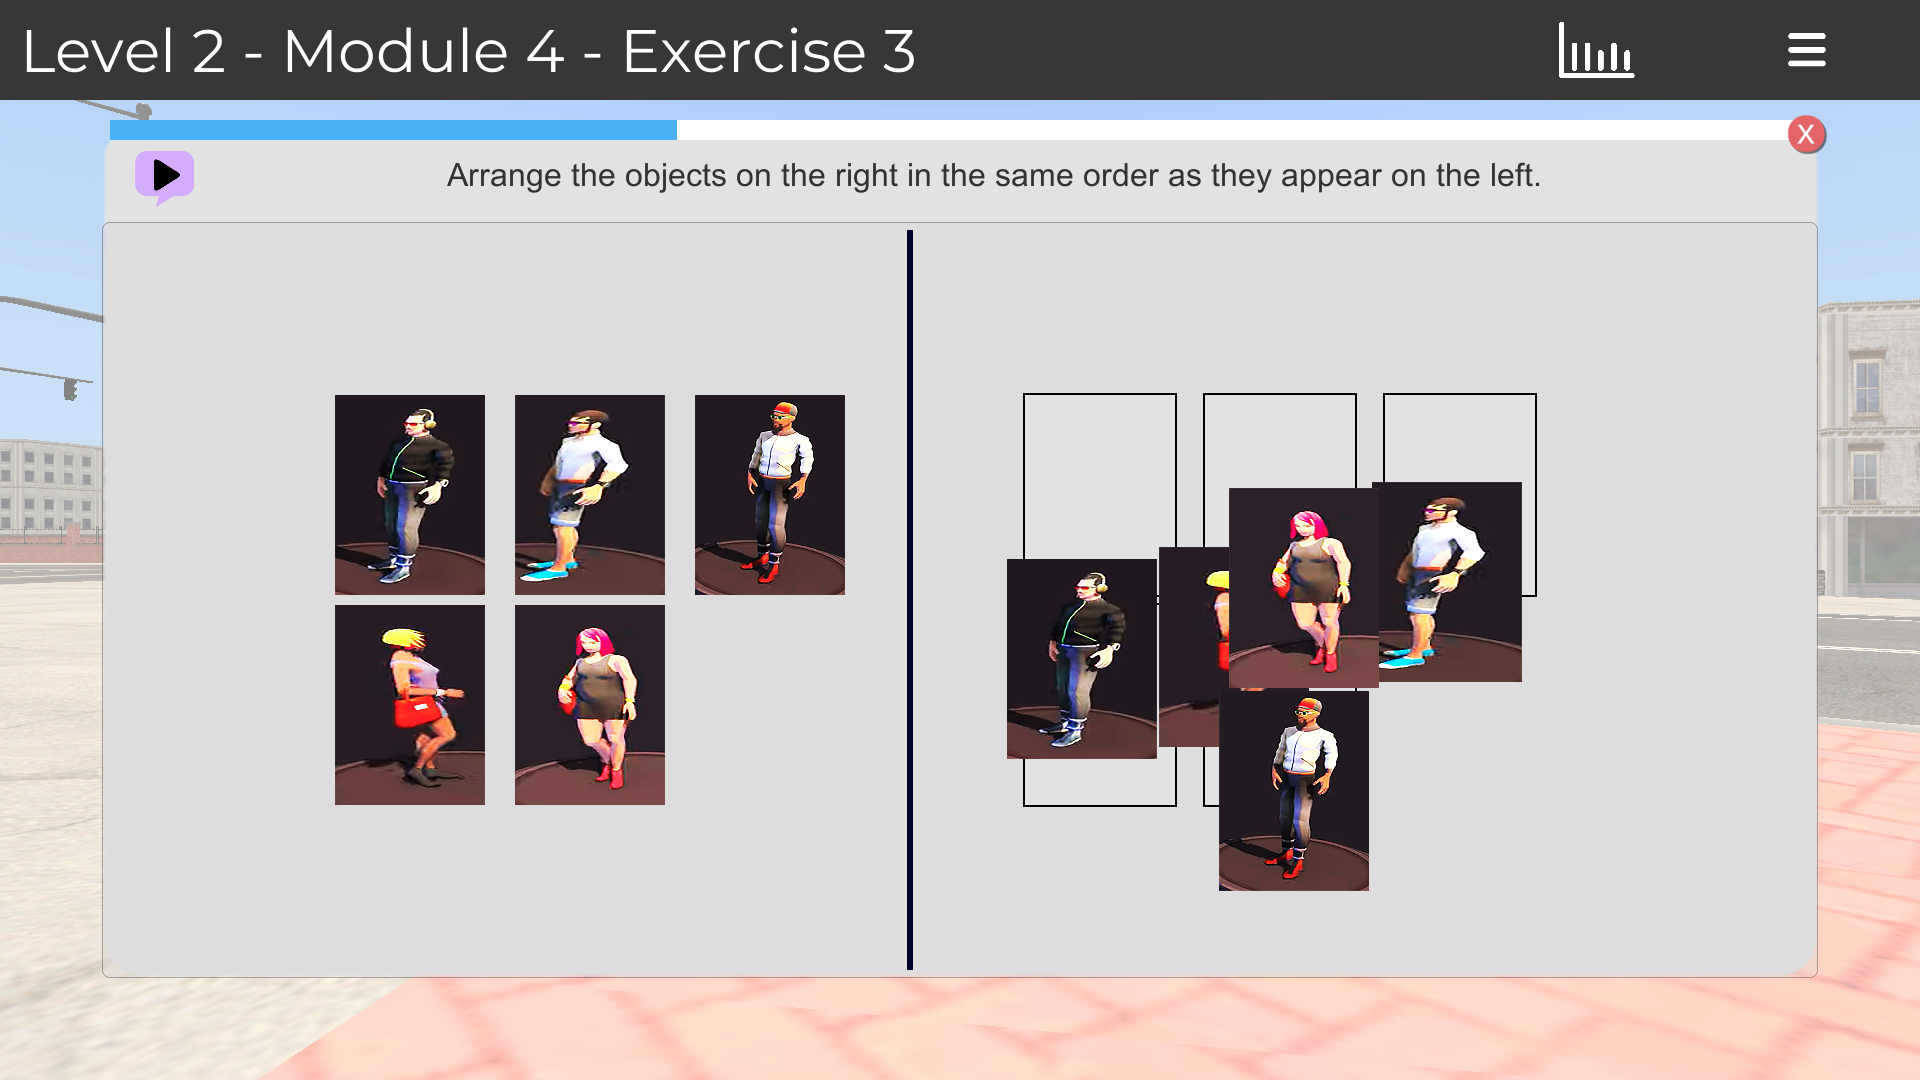 Level 2 - Module 4 - Exercise 3
X
Arrange the objects on the right in the same order as they appear on the left.